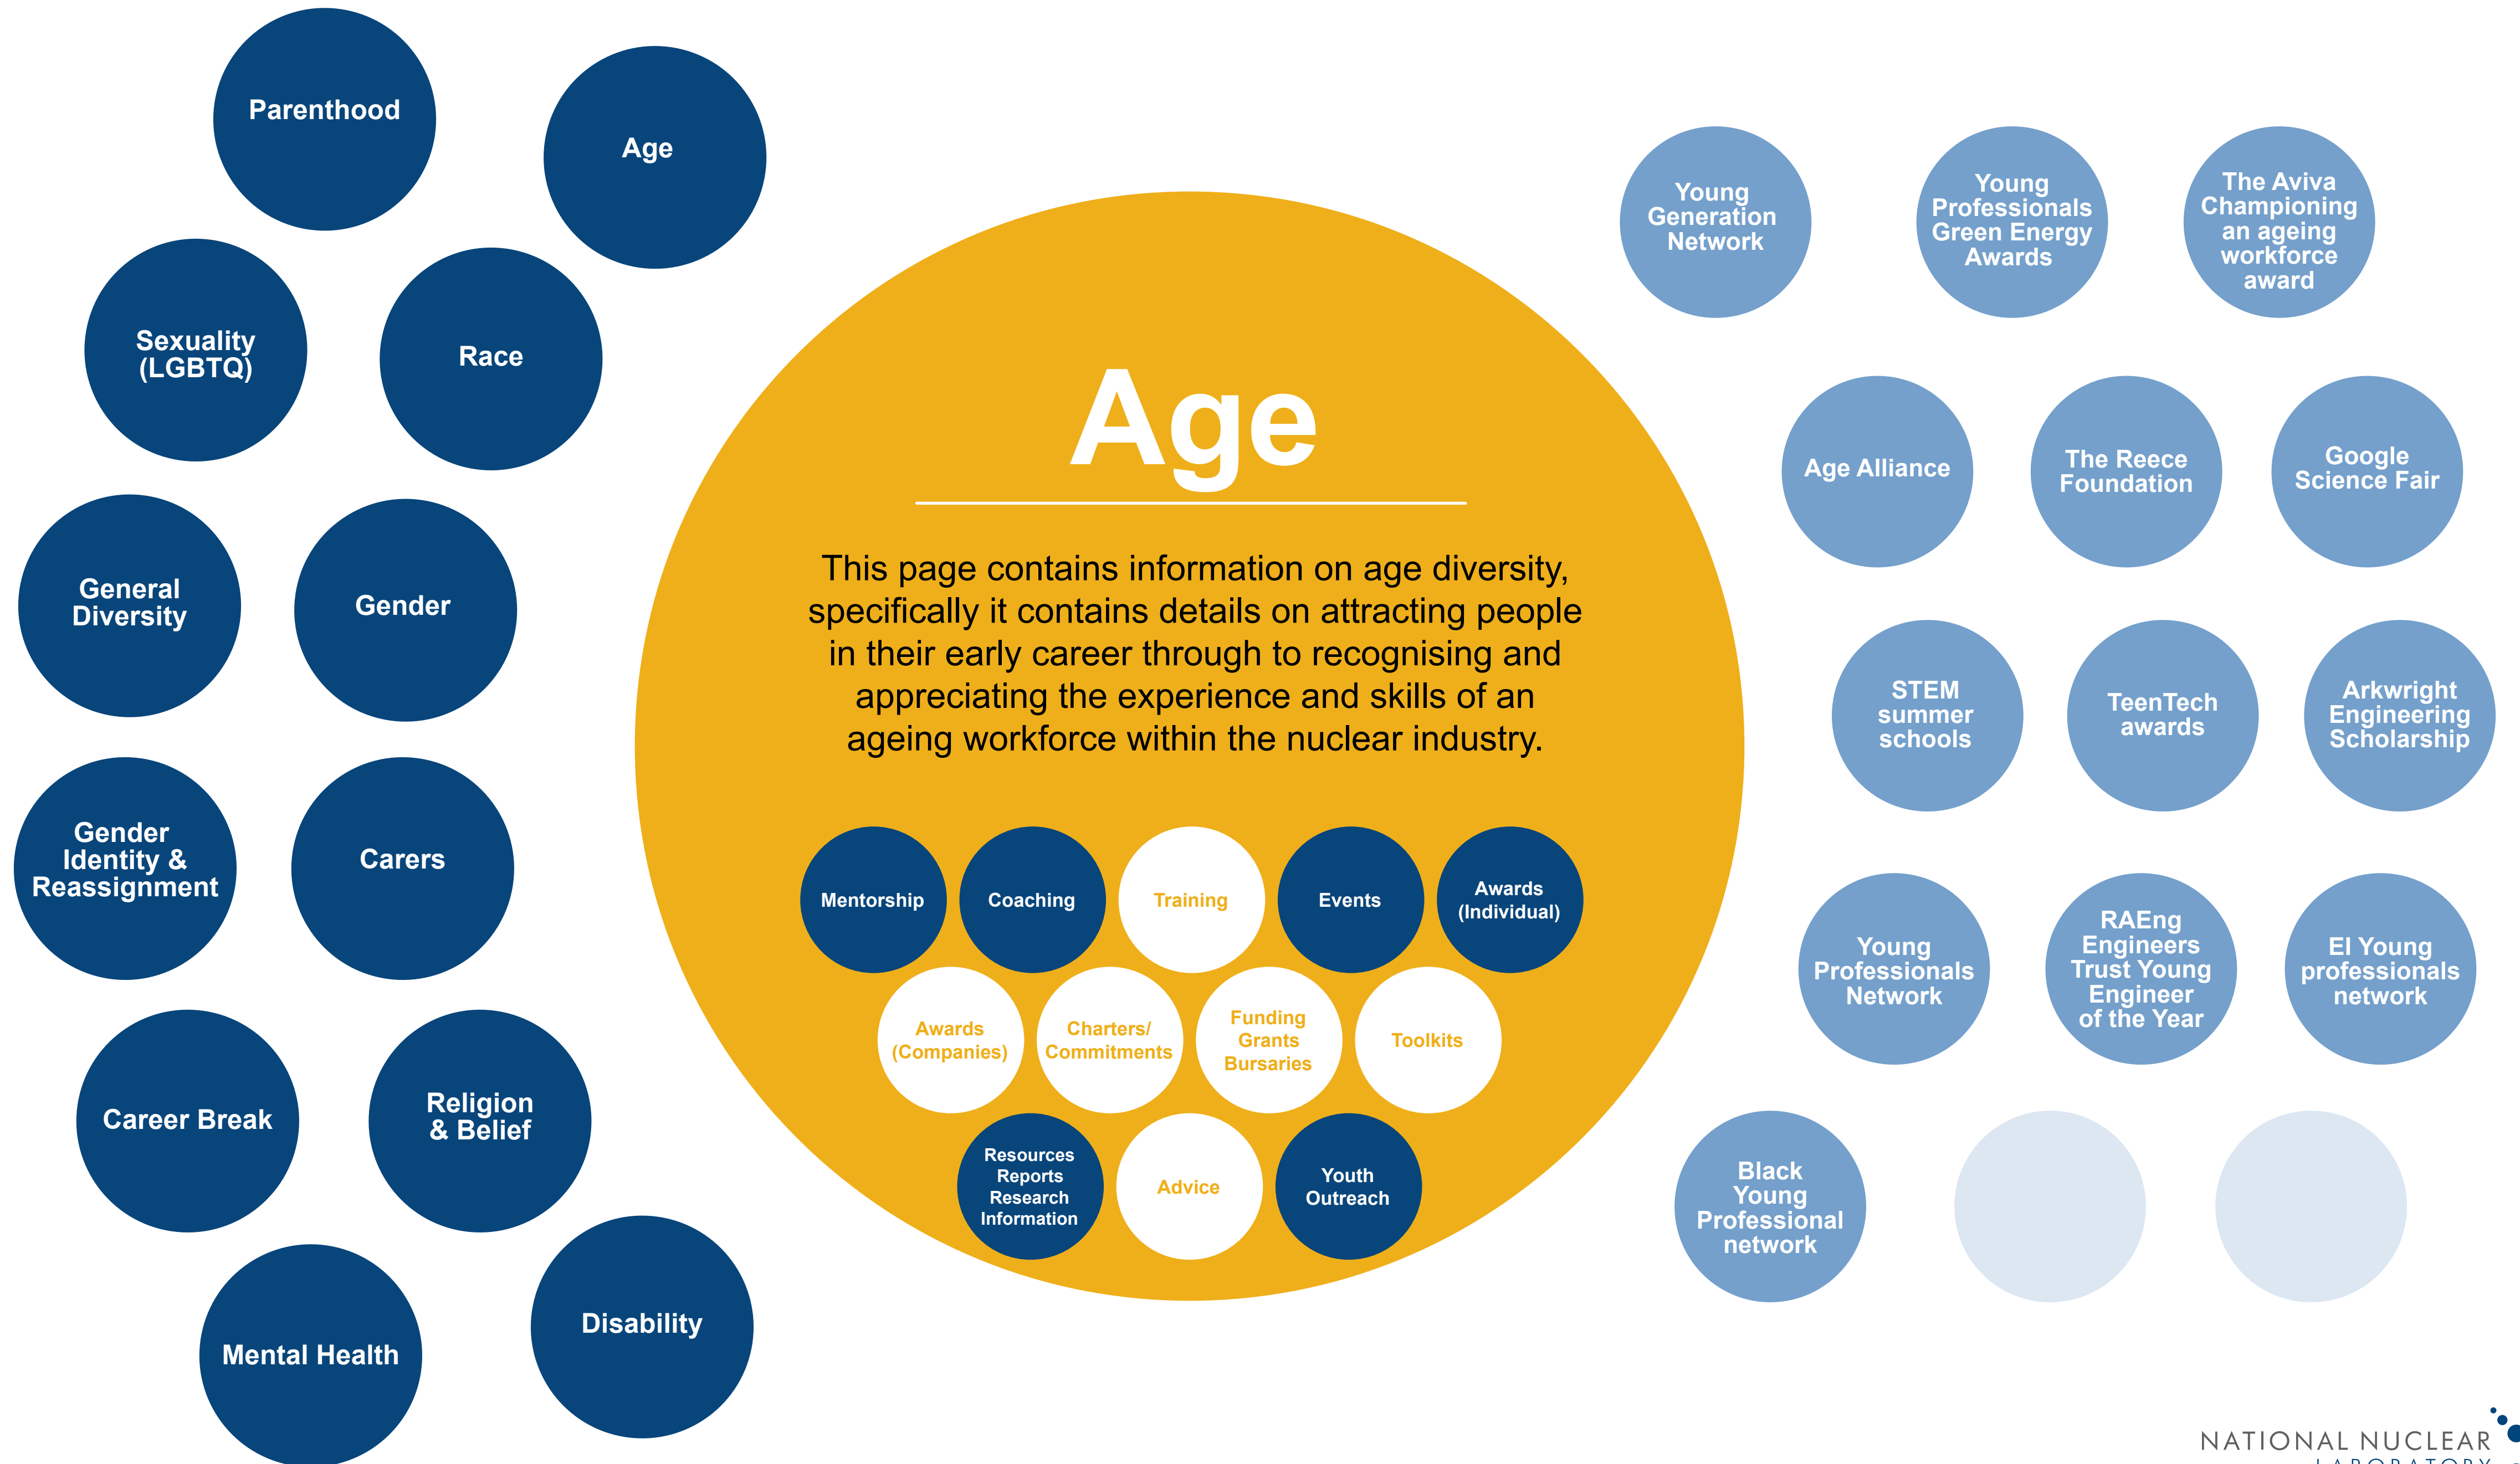 Parenthood
Age
Sexuality
(LGBTQ)
Race
General
Diversity
Gender
Gender
Identity &
Reassignment
Carers
Career Break
Religion
& Belief
Mental Health
Disability
Age
This page contains information on age diversity,
specifically it contains details on attracting people
in their early career through to recognising and
appreciating the experience and skills of an
ageing workforce within the nuclear industry.
Mentorship
Coaching
Training
Events
Awards
(Individual)
Awards
(Companies)
Charters/
Commitments
Funding
Grants
Bursaries
Toolkits
Resources
Reports
Research
Information
Advice
Youth
Outreach
Young
Generation
Network
Young
Professionals
Green Energy
Awards
The Aviva
Championing
an ageing
workforce
award
Age Alliance
The Reece
Foundation
Google
Science Fair
STEM
summer
schools
TeenTech
awards
Arkwright
Engineering
Scholarship
Young
Professionals
Network
RAEng
Engineers
Trust Young
Engineer
of the Year
EI Young
professionals
network
Black
Young
Professional
network
NATIONAL NUCLEAR
LABORATORY